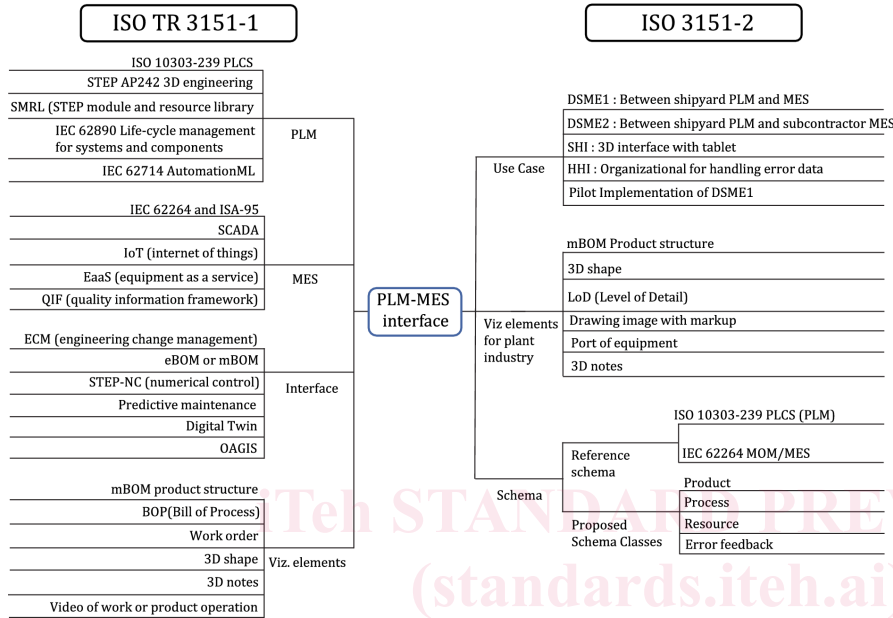 ISO TR 3151-1
ISO 3151-2
ISO 10303-239 PLCS
STEP AP242 3D engineering
SMRL (STEP module and resource library
IEC 62890 Life-cycle management
for systems and components
IEC 62714 AutomationML
PLM
IEC 62264 and ISA-95
SCADA
IoT (internet of things)
EaaS (equipment as a service)
QIF (quality information framework)
MES
ECM (engineering change management)
eBOM or mBOM
STEP-NC (numerical control)
Predictive maintenance
Digital Twin
OAGIS
Interface
mBOM product structure
BOP(Bill of Process)
Work order
3D shape
3D notes
Video of work or product operation
Viz. elements
PLM-MES
interface
Use Case
DSME1 : Between shipyard PLM and MES
DSME2 : Between shipyard PLM and subcontractor MES
SHI : 3D interface with tablet
HHI : Organizational for handling error data
Pilot Implementation of DSME1
Viz elements
for plant
industry
mBOM Product structure
3D shape
LoD (Level of Detail)
Drawing image with markup
Port of equipment
3D notes
Schema
Reference
schema
ISO 10303-239 PLCS (PLM)
IEC 62264 MOM/MES
Proposed
Schema Classes
Product
Process
Resource
Error feedback
iTeh STANDARD PRE
(standards.iteh.ai)